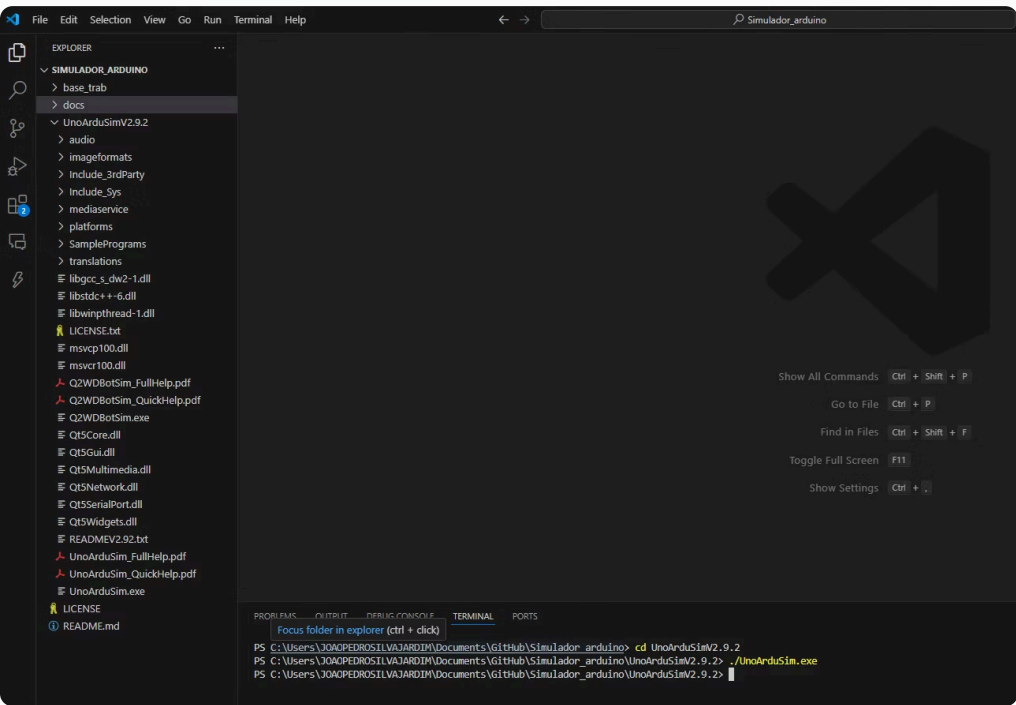 File Edit Selection View Go Run Terminal Help
Simulador_arduino
EXPLORER
SIMULADOR_ARDUINO
base_trab
docs
UnoArduSimV2.9.2
audio
imageformats
Include_3rdParty
Include_Sys
mediaservice
platforms
SamplePrograms
translations
libgcc_s_dw2-1.dll
libstdc++-6.dll
libwinpthread-1.dll
LICENSE.txt
msvcp100.dll
msvcr100.dll
Q2WDBotSim_FullHelp.pdf
Q2WDBotSim_QuickHelp.pdf
Q2WDBotSim.exe
Qt5Core.dll
Qt5Gui.dll
Qt5Multimedia.dll
Qt5Network.dll
Qt5SerialPort.dll
Qt5Widgets.dll
READMEV2.92.txt
UnoArduSim_FullHelp.pdf
UnoArduSim_QuickHelp.pdf
UnoArduSim.exe
LICENSE
README.md
2
Show All Commands Ctrl + Shift + P
Go to File Ctrl + P
Find in Files Ctrl + Shift + F
Toggle Full Screen F11
Show Settings Ctrl + ,
PROBLEMS OUTPUT DEBUG CONSOLE TERMINAL PORTS
Focus folder in explorer (ctrl + click)
PS C:\Users\JOAOPEDROSILVAJARDIM\Documents\GitHub\Simulador_arduino> cd UnoArduSimV2.9.2
PS C:\Users\JOAOPEDROSILVAJARDIM\Documents\GitHub\Simulador_arduino\UnoArduSimV2.9.2> ./UnoArduSim.exe
PS C:\Users\JOAOPEDROSILVAJARDIM\Documents\GitHub\Simulador_arduino\UnoArduSimV2.9.2>